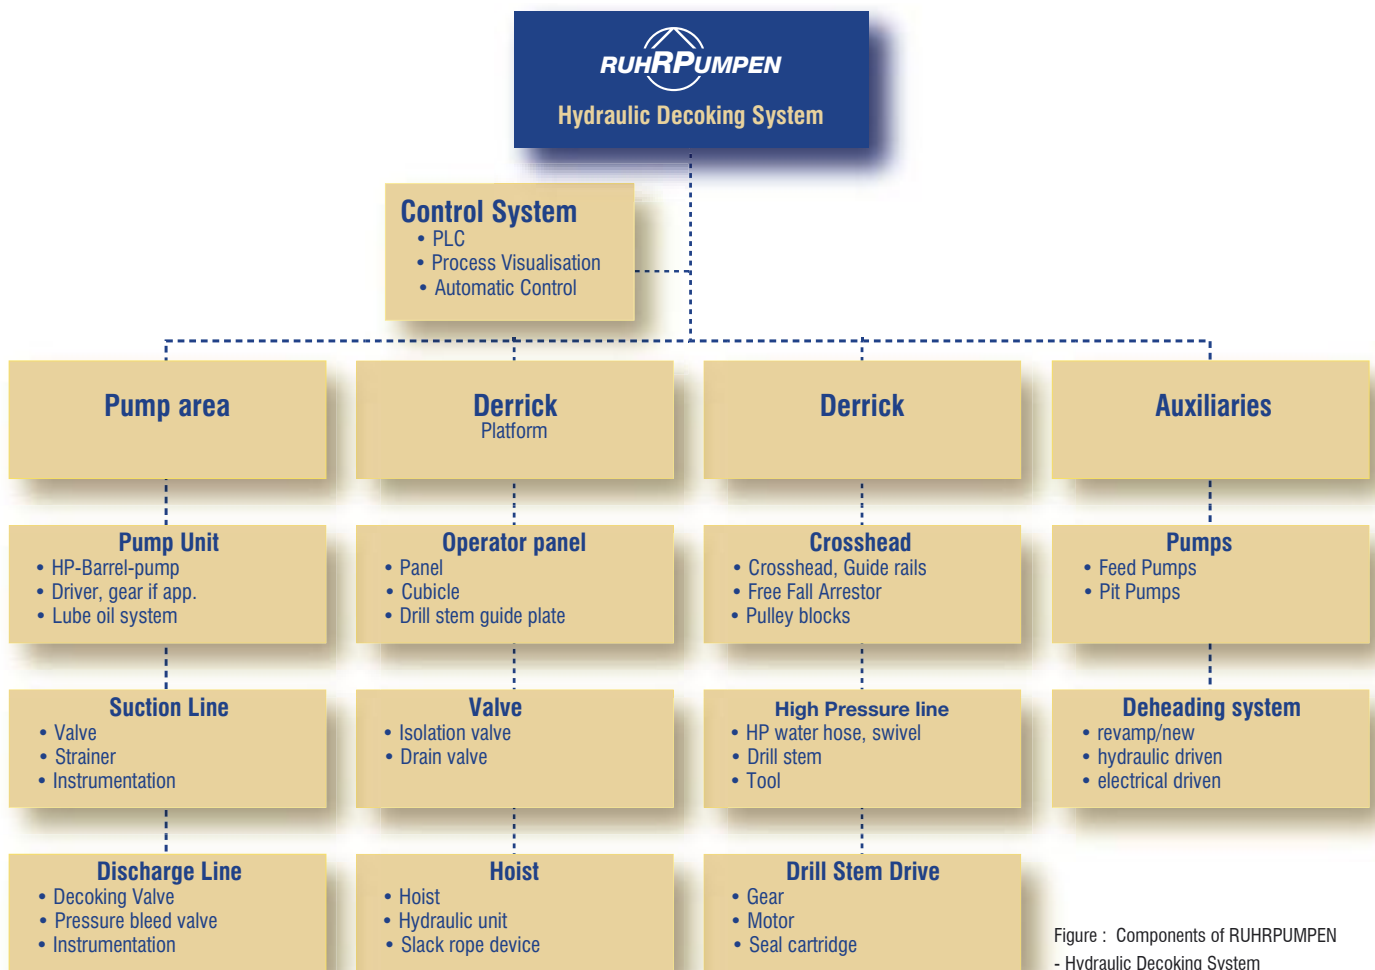 RUHRPUMPEN
Hydraulic Decoking System
Control System
• PLC
• Process Visualisation
• Automatic Control
Pump area
Derrick
Platform
Derrick
Auxiliaries
Pump Unit
• HP-Barrel-pump
• Driver, gear if app.
• Lube oil system
Operator panel
• Panel
• Cubicle
• Drill stem guide plate
Crosshead
• Crosshead, Guide rails
• Free Fall Arrestor
• Pulley blocks
Pumps
• Feed Pumps
• Pit Pumps
Suction Line
• Valve
• Strainer
• Instrumentation
Valve
• Isolation valve
• Drain valve
High Pressure line
• HP water hose, swivel
• Drill stem
• Tool
Deheading system
• revamp/new
• hydraulic driven
• electrical driven
Discharge Line
• Decoking Valve
• Pressure bleed valve
• Instrumentation
Hoist
• Hoist
• Hydraulic unit
• Slack rope device
Drill Stem Drive
• Gear
• Motor
• Seal cartridge
Figure : Components of RUHRPUMPEN
- Hydraulic Decoking System